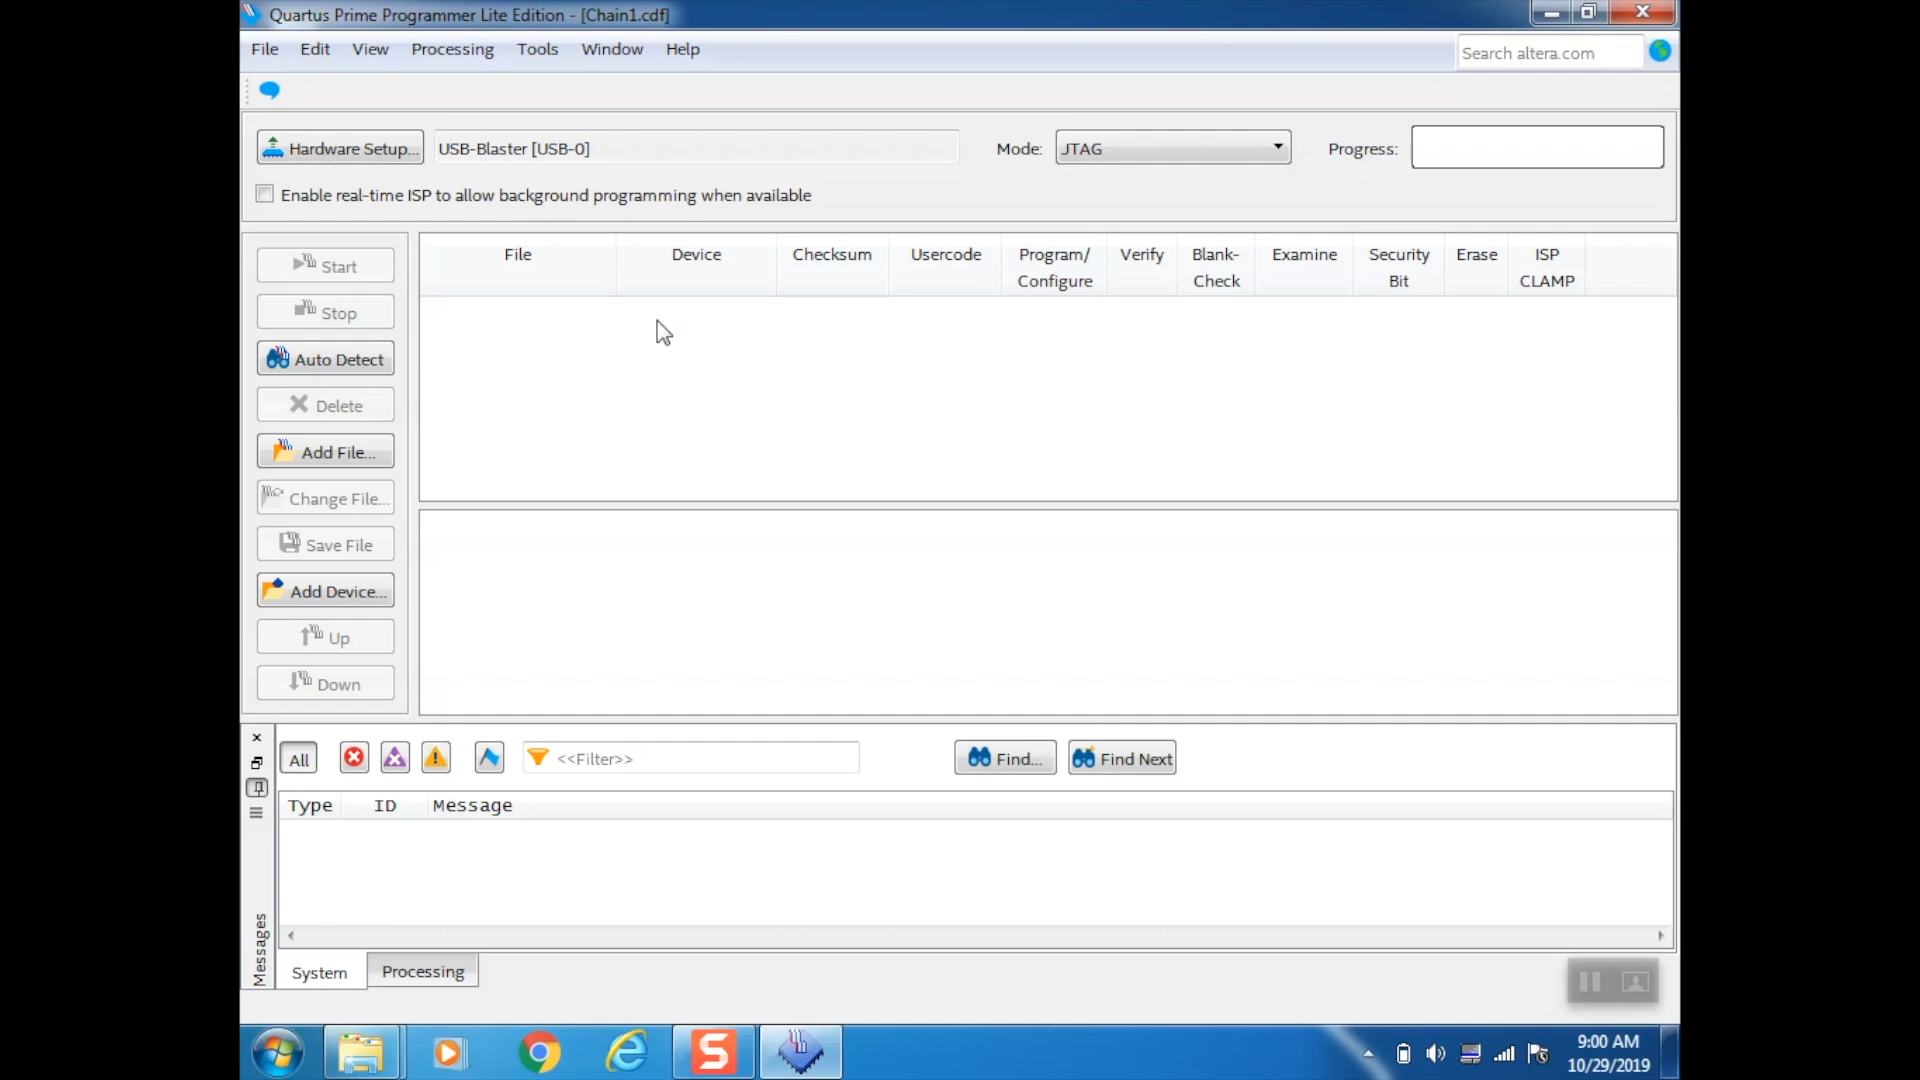 Quartus Prime Programmer Lite Edition - [Chain1.cdf]
File Edit View Processing Tools Window Help
Search altera.com
Hardware Setup... USB-Blaster [USB-0] Mode: JTAG Progress:
Enable real-time ISP to allow background programming when available
File Device Checksum Usercode Program/ Configure Verify Blank- Check Examine Security Bit Erase ISP CLAMP
Start
Stop
Auto Detect
Delete
Add File...
Change File...
Save File
Add Device...
Up
Down
All <<Filter>> Find... Find Next
Type ID Message
Messages
System Processing
9:00 AM
10/29/2019